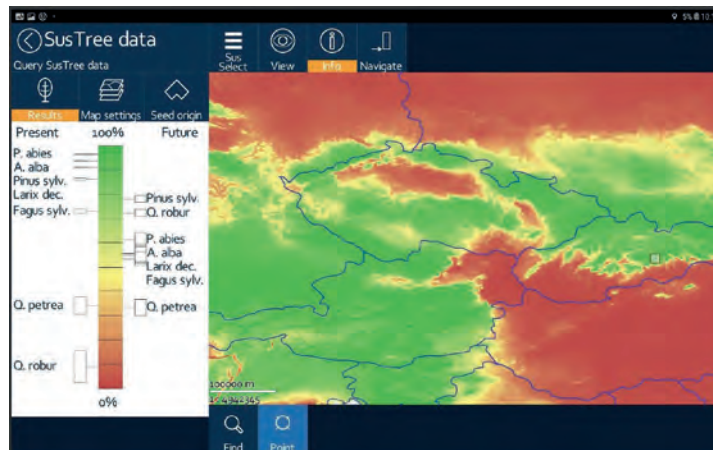 5% 10:
SusTree data
Query SusTree data
Sus
Select
View
Info
Navigate
Results
Map settings
Seed origin
Present 100% Future
P. abies
A. alba
Pinus sylv.
Larix dec.
Fagus sylv.
Q. petrea
Q. robur
Pinus sylv.
Q. robur
P. abies
A. alba
Larix dec.
Fagus sylv.
Q. petrea
0%
100000 m
Find
Point